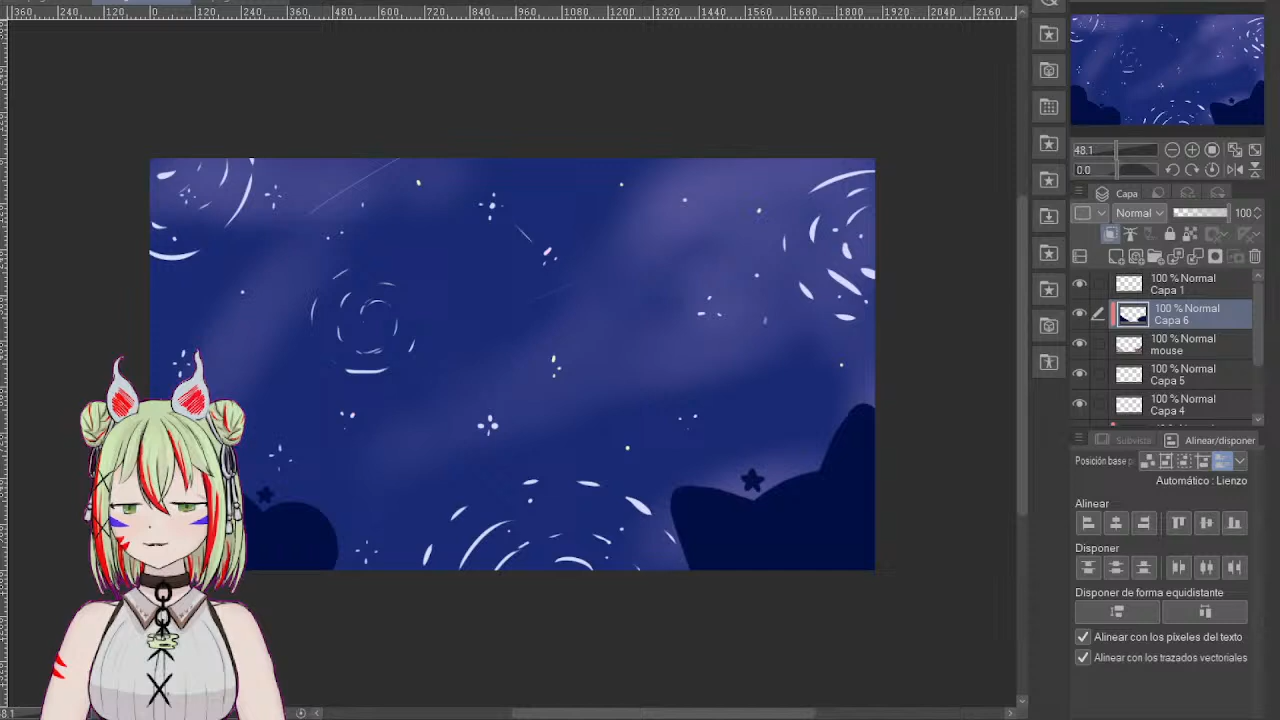 360 240 120 0 120 240 360 480 600 720 840 960 1080 1200 1320 1440 1560 1680 1800 1920 2040 2160
48.1
0.0
Capa
Normal 100
100 % Normal
Capa 1
100 % Normal
Capa 6
100 % Normal
mouse
100 % Normal
Capa 5
100 % Normal
Capa 4
Subvista Alinear/disponer
Posición base
Automático : Lienzo
Alinear
Disponer
Disponer de forma equidistante
Alinear con los píxeles del texto
Alinear con los trazados vectoriales